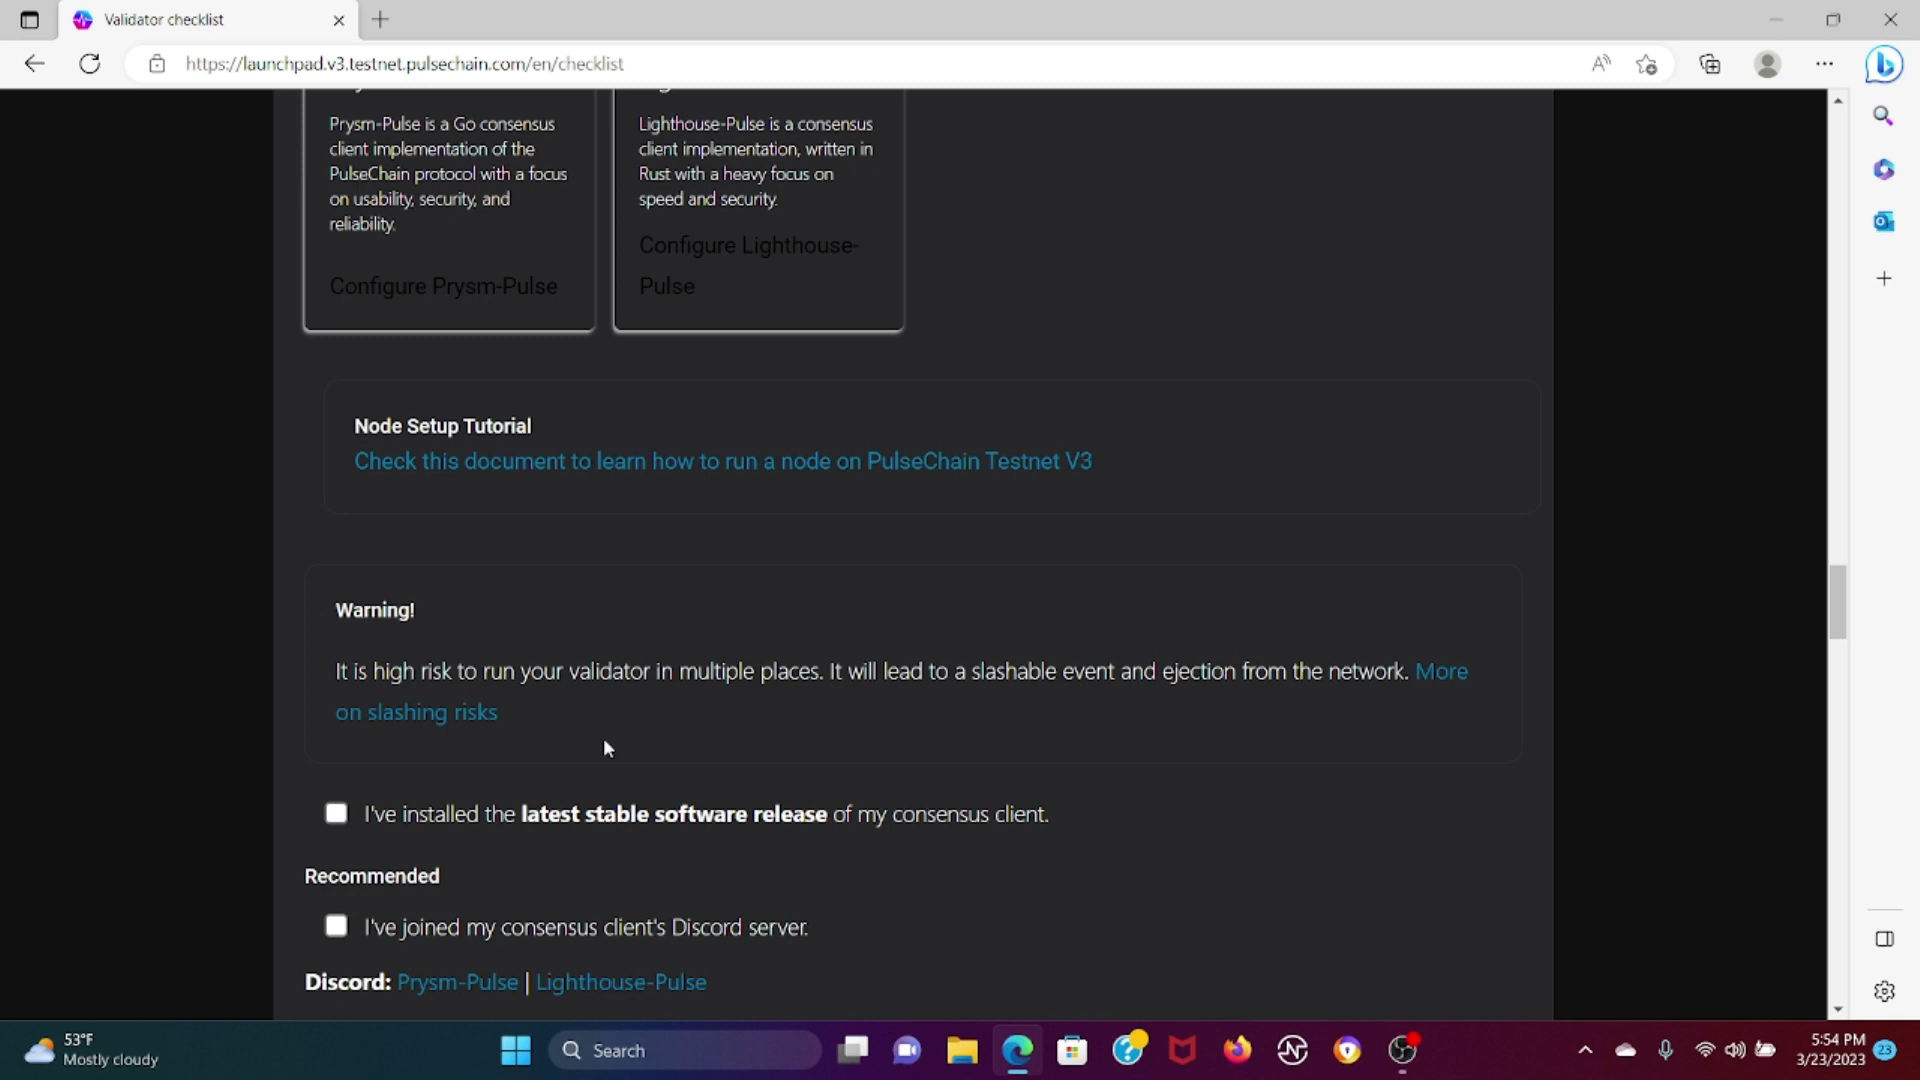 Validator checklist
https://launchpad.v3.testnet.pulsechain.com/en/checklist
Prysm-Pulse is a Go consensus
client implementation of the
PulseChain protocol with a focus
on usability, security, and
reliability.
Configure Prysm-Pulse
Lighthouse-Pulse is a consensus
client implementation, written in
Rust with a heavy focus on
speed and security.
Configure Lighthouse-
Pulse
Node Setup Tutorial
Check this document to learn how to run a node on PulseChain Testnet V3
Warning!
It is high risk to run your validator in multiple places. It will lead to a slashable event and ejection from the network. More
on slashing risks
I've installed the latest stable software release of my consensus client.
Recommended
I've joined my consensus client's Discord server.
Discord: Prysm-Pulse | Lighthouse-Pulse
53°F
Mostly cloudy
Search
5:54 PM
3/23/2023
23